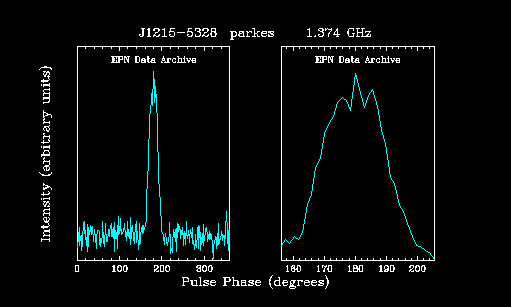 J1215-5328 parkes 1.374 GHz
EPN Data Archive
EPN Data Archive
Intensity (arbitrary units)
0 100 200 300
160 170 180 190 200
Pulse Phase (degrees)